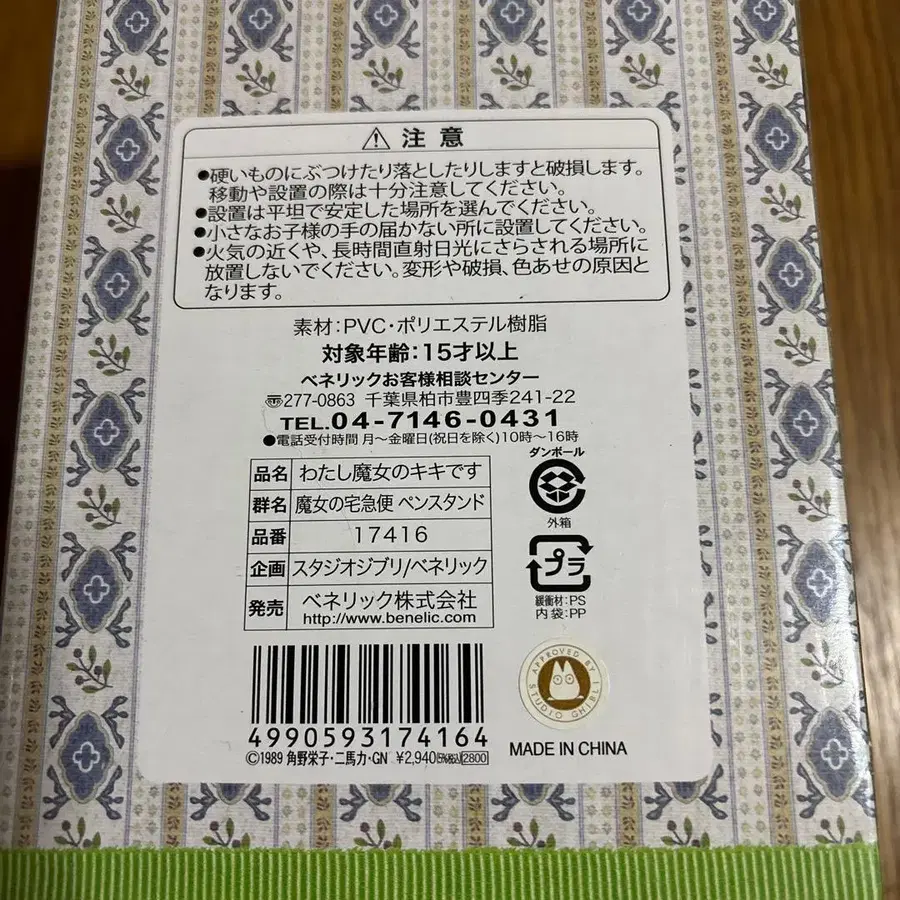 注意
●硬いものにぶつけたり落としたりしますと破損します。
移動や設置の際は十分注意してください。
●設置は平坦で安定した場所を選んでください。
●小さなお子様の手の届かない所に設置してください。
●火気の近くや、長時間直射日光にさらされる場所に
放置しないでください。変形や破損、色あせの原因と
なります。
素材:PVC・ポリエステル樹脂
対象年齢:15才以上
ベネリックお客様相談センター
〒277-0863 千葉県柏市豊四季241-22
TEL.04-7146-0431
●電話受付時間 月〜金曜日(祝日を除く)10時〜16時
品名 わたし魔女のキキです
群名 魔女の宅急便 ペンスタンド
品番 17416
企画 スタジオジブリ/ベネリック
発売 ベネリック株式会社
http://www.benelic.com
ダンボール
外箱
プラ
緩衝材:PS
内袋:PP
4990593174164
©1989 角野栄子・二馬力・GN ¥2,940 2800
APPROVED BY
STUDIO GHIBLI
MADE IN CHINA